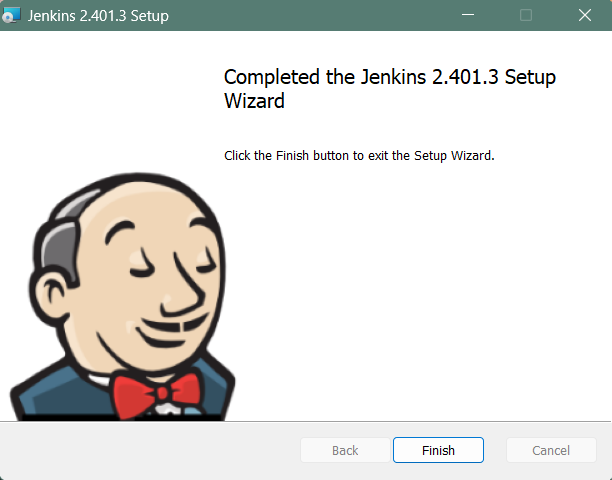 Jenkins 2.401.3 Setup
Completed the Jenkins 2.401.3 Setup
Wizard
Click the Finish button to exit the Setup Wizard.
Back
Finish
Cancel